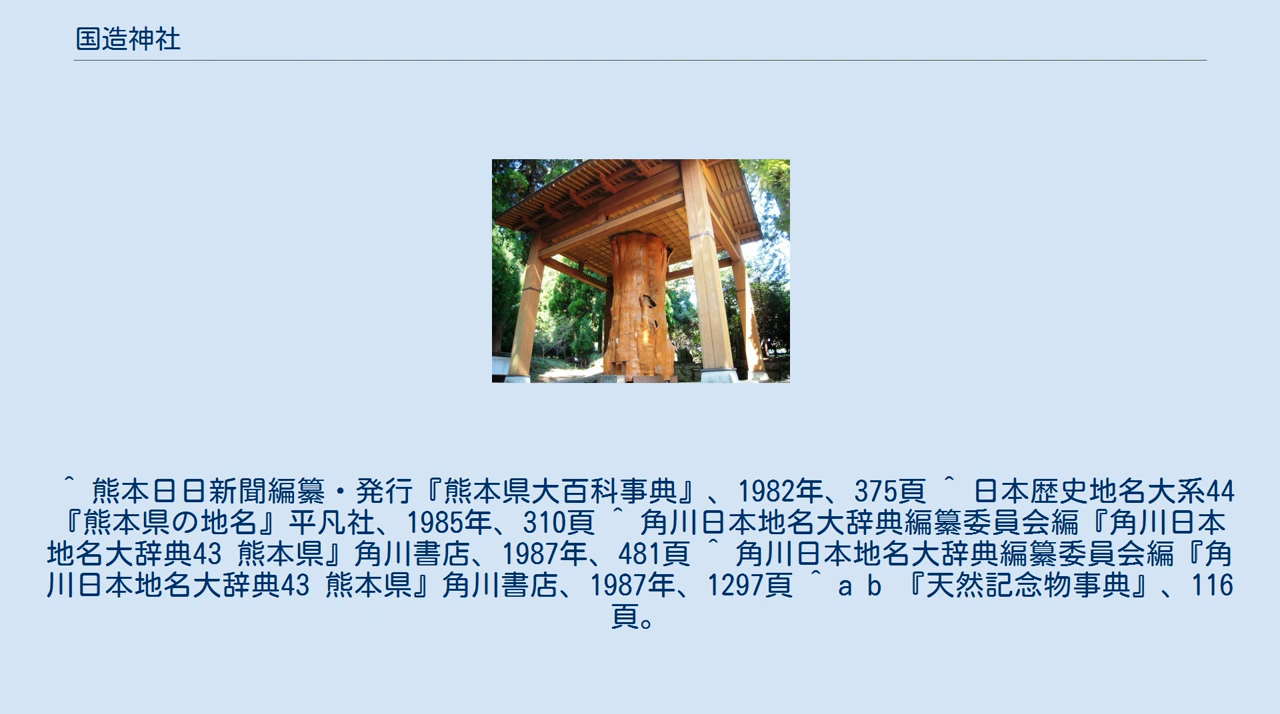 国造神社
^ 熊本日日新聞編纂・発行『熊本県大百科事典』、1982年、375頁 ^ 日本歴史地名大系44
『熊本県の地名』平凡社、1985年、310頁 ^ 角川日本地名大辞典編纂委員会編『角川日本
地名大辞典43 熊本県』角川書店、1987年、481頁 ^ 角川日本地名大辞典編纂委員会編『角
川日本地名大辞典43 熊本県』角川書店、1987年、1297頁 ^ a b 『天然記念物事典』、116
頁。